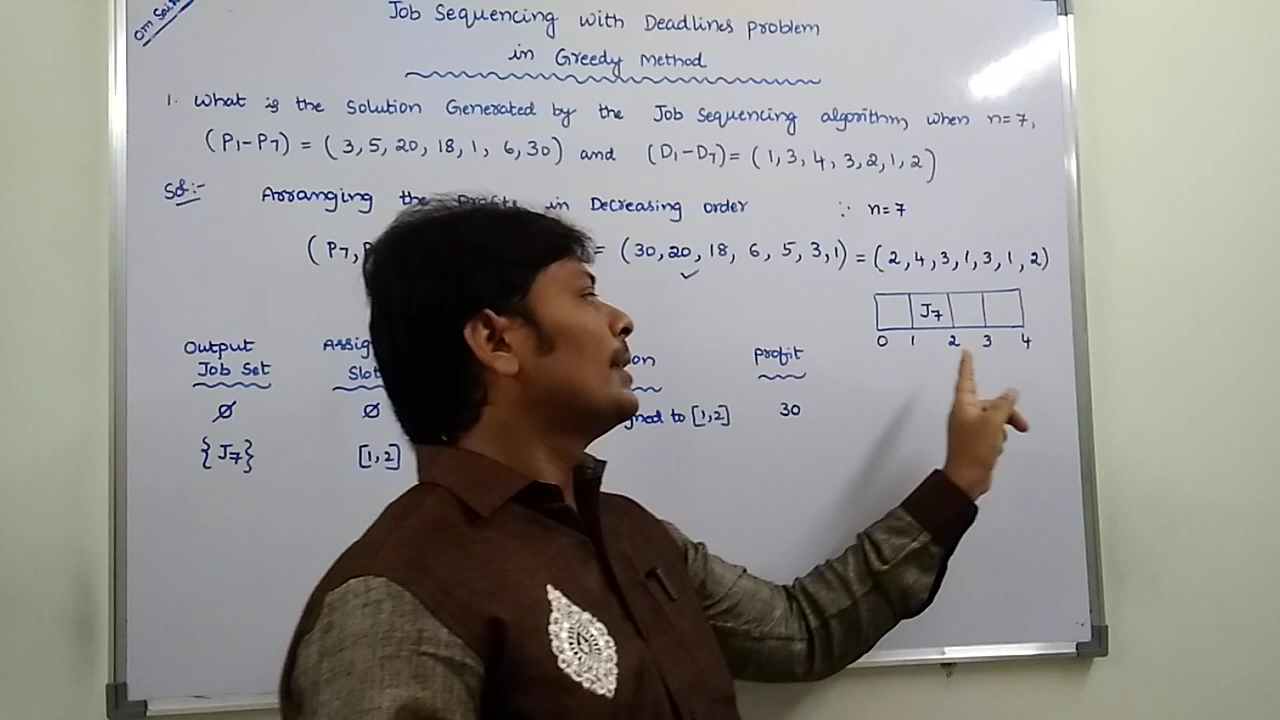 Om Sai
Job Sequencing with Deadlines problem
in Greedy Method
1. What is the Solution Generated by the Job Sequencing algorithm, when n=7,
(P1-P7) = (3, 5, 20, 18, 1, 6, 30) and (D1-D7) = (1, 3, 4, 3, 2, 1, 2)
Sol:- Arranging the Profits in Decreasing order ∵ n=7
(P7, = (30, 20, 18, 6, 5, 3, 1) = (2, 4, 3, 1, 3, 1, 2)
J7
0 1 2 3 4
Output Profit
Job Set
∅ ∅ to [1,2] 30
{J7} [1,2]